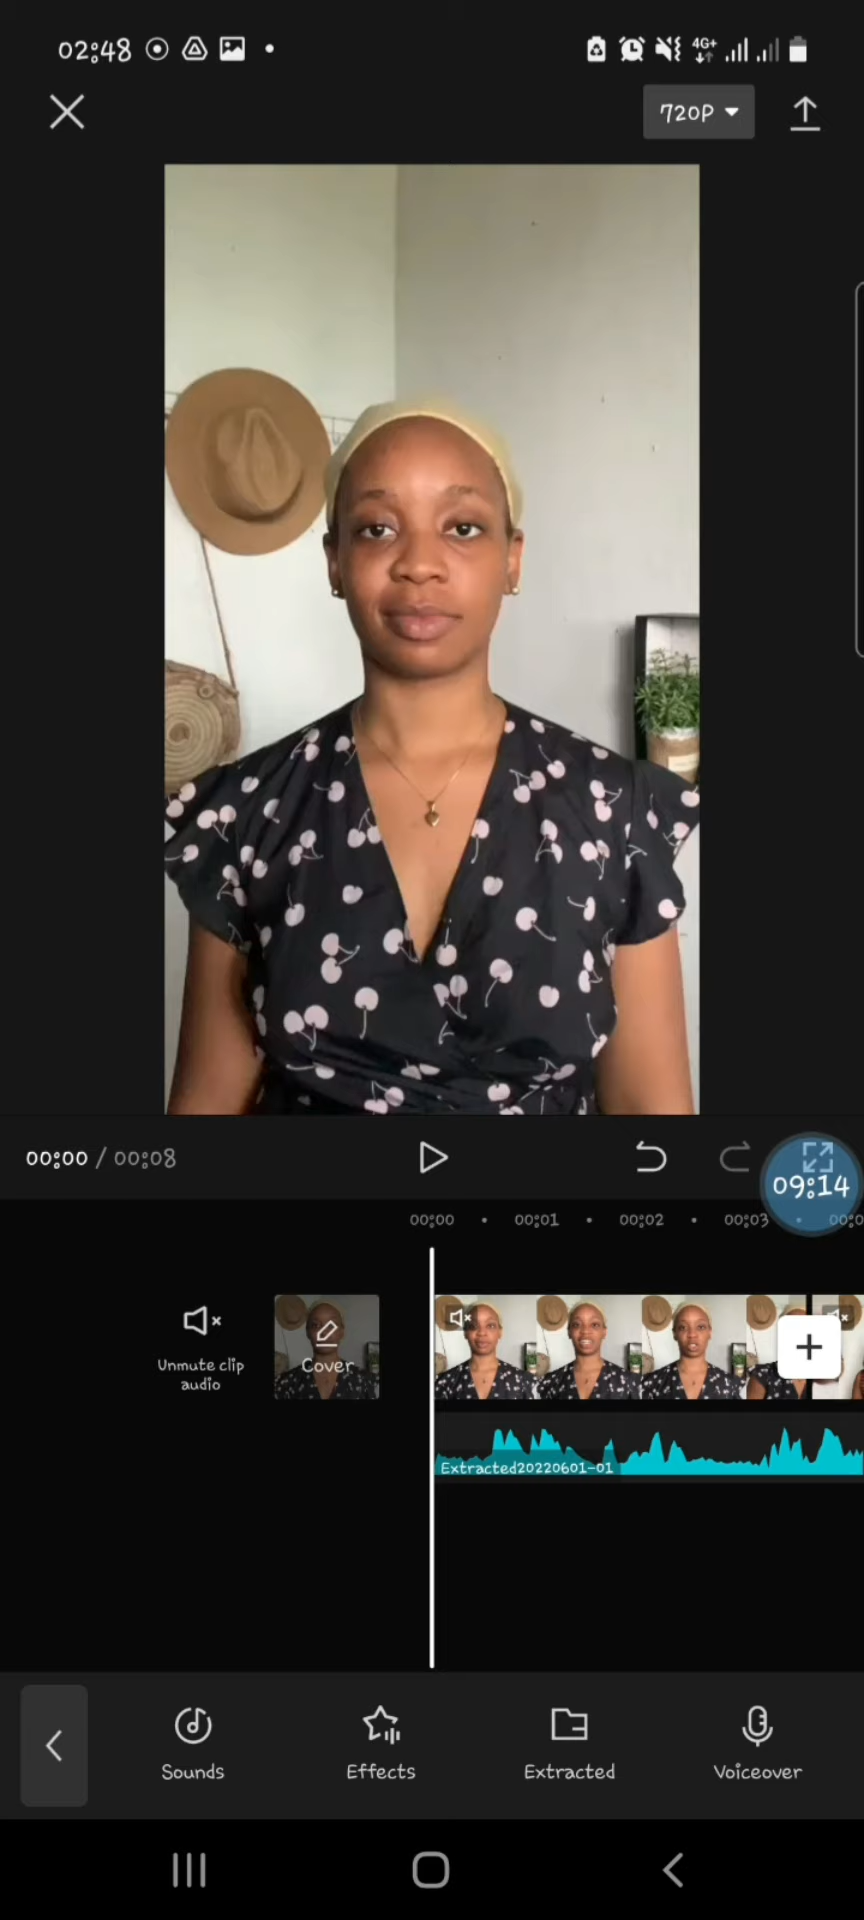 02:48
4G+
720P
00:00 / 00:08
09:14
00:00 00:01 00:02 00:03
Unmute clip
audio
Cover
Extracted20220601-01
Sounds Effects Extracted Voiceover